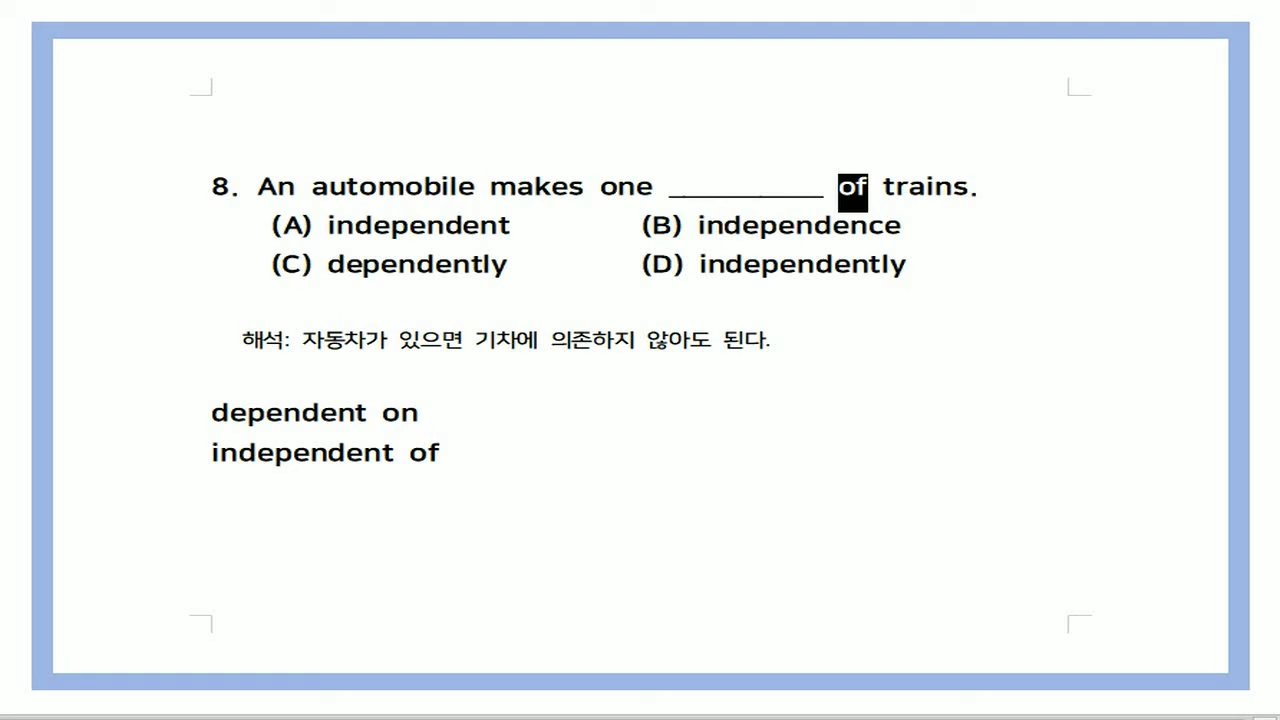 8. An automobile makes one __________ of trains.
(A) independent (B) independence
(C) dependently (D) independently
해석: 자동차가 있으면 기차에 의존하지 않아도 된다.
dependent on
independent of